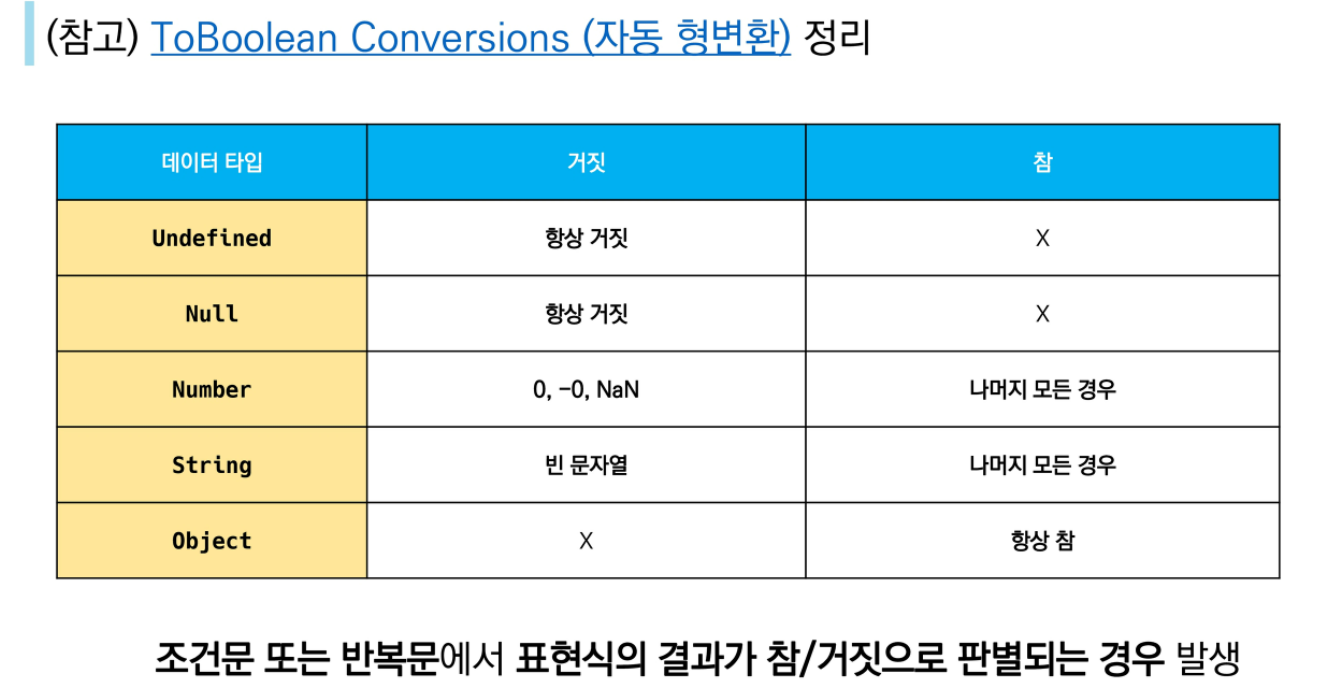 (참고) ToBoolean Conversions (자동 형변환) 정리
데이터 타입 거짓 참
Undefined 항상 거짓 X
Null 항상 거짓 X
Number 0, -0, NaN 나머지 모든 경우
String 빈 문자열 나머지 모든 경우
Object X 항상 참
조건문 또는 반복문에서 표현식의 결과가 참/거짓으로 판별되는 경우 발생